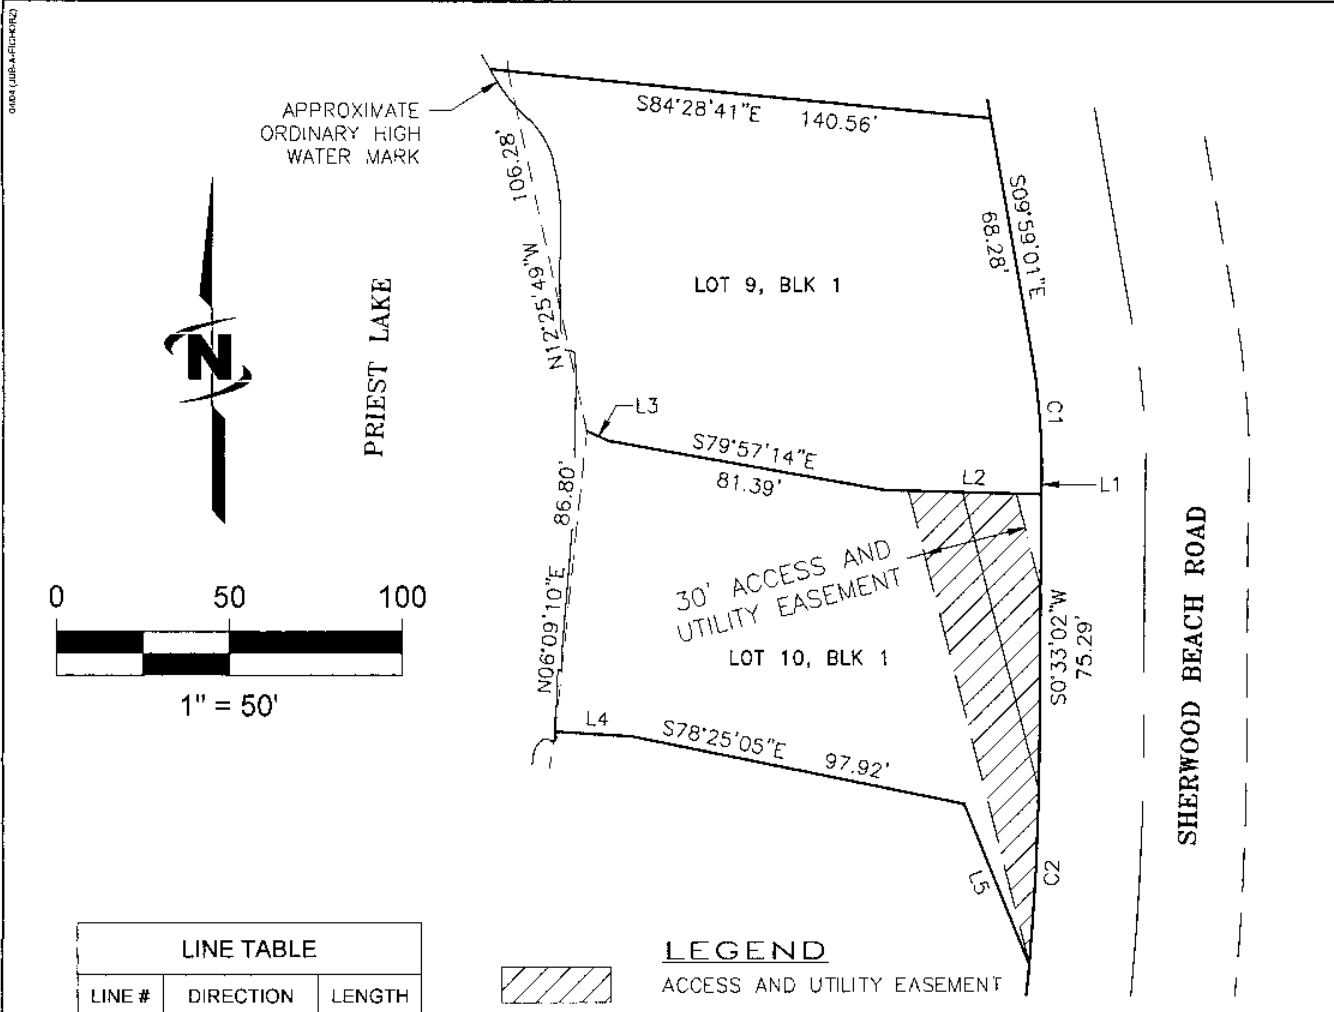 S84°28'41"E 140.56'
APPROXIMATE
ORDINARY HIGH
WATER MARK
106.28'
N12°25'49"W
S09°59'01"E
68.28'
LOT 9, BLK 1
PRIEST LAKE
N
C1
L3
S79°57'14"E
81.39'
L2
L1
86.80'
N06°09'10"E
30' ACCESS AND
UTILITY EASEMENT
LOT 10, BLK 1
S0°33'02"W
75.29'
SHERWOOD BEACH ROAD
0 50 100
1" = 50'
L4
S78°25'05"E 97.92'
L5
C2
LINE TABLE
LINE # DIRECTION LENGTH
LEGEND
ACCESS AND UTILITY EASEMENT